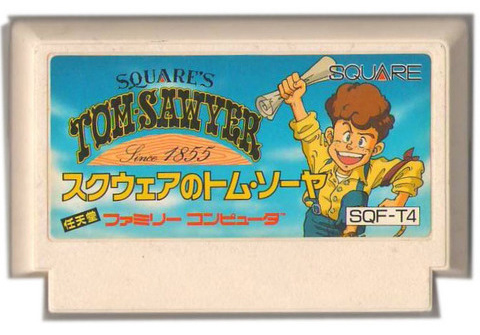 SQUARE'S
SQUARE
TOM·SAWYER
Since 1855
スクウェアのトム・ソーヤ
任天堂 ファミリー コンピュータ
SQF-T4